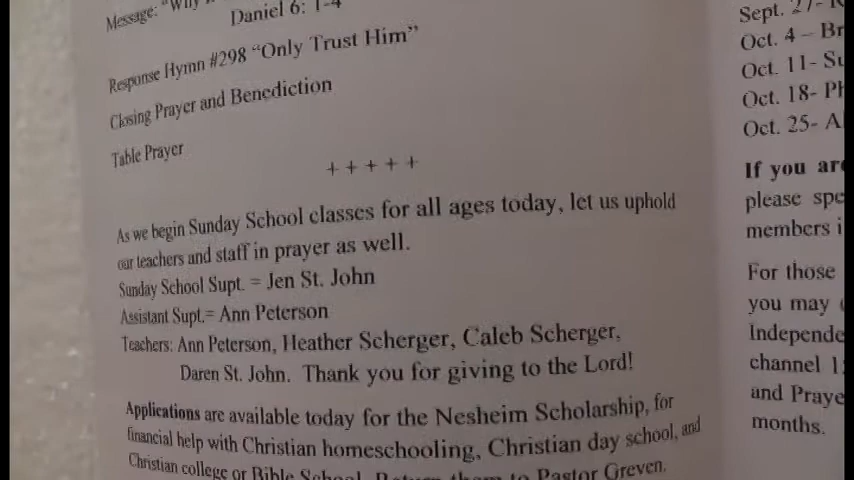 Message: "Why
Daniel 6: 1-4
Response Hymn #298 "Only Trust Him"
Closing Prayer and Benediction
Table Prayer
+ + + + +
As we begin Sunday School classes for all ages today, let us uphold
our teachers and staff in prayer as well.
Sunday School Supt. = Jen St. John
Assistant Supt.= Ann Peterson
Teachers: Ann Peterson, Heather Scherger, Caleb Scherger,
Daren St. John. Thank you for giving to the Lord!
Applications are available today for the Nesheim Scholarship, for
financial help with Christian homeschooling, Christian day school, and
Christian college or Bible School. Return them to Pastor Greven.
Sept. 27-
Oct. 4 – Br
Oct. 11- Su
Oct. 18- Ph
Oct. 25- A
If you are
please spe
members i
For those
you may
Independe
channel 1
and Praye
months.